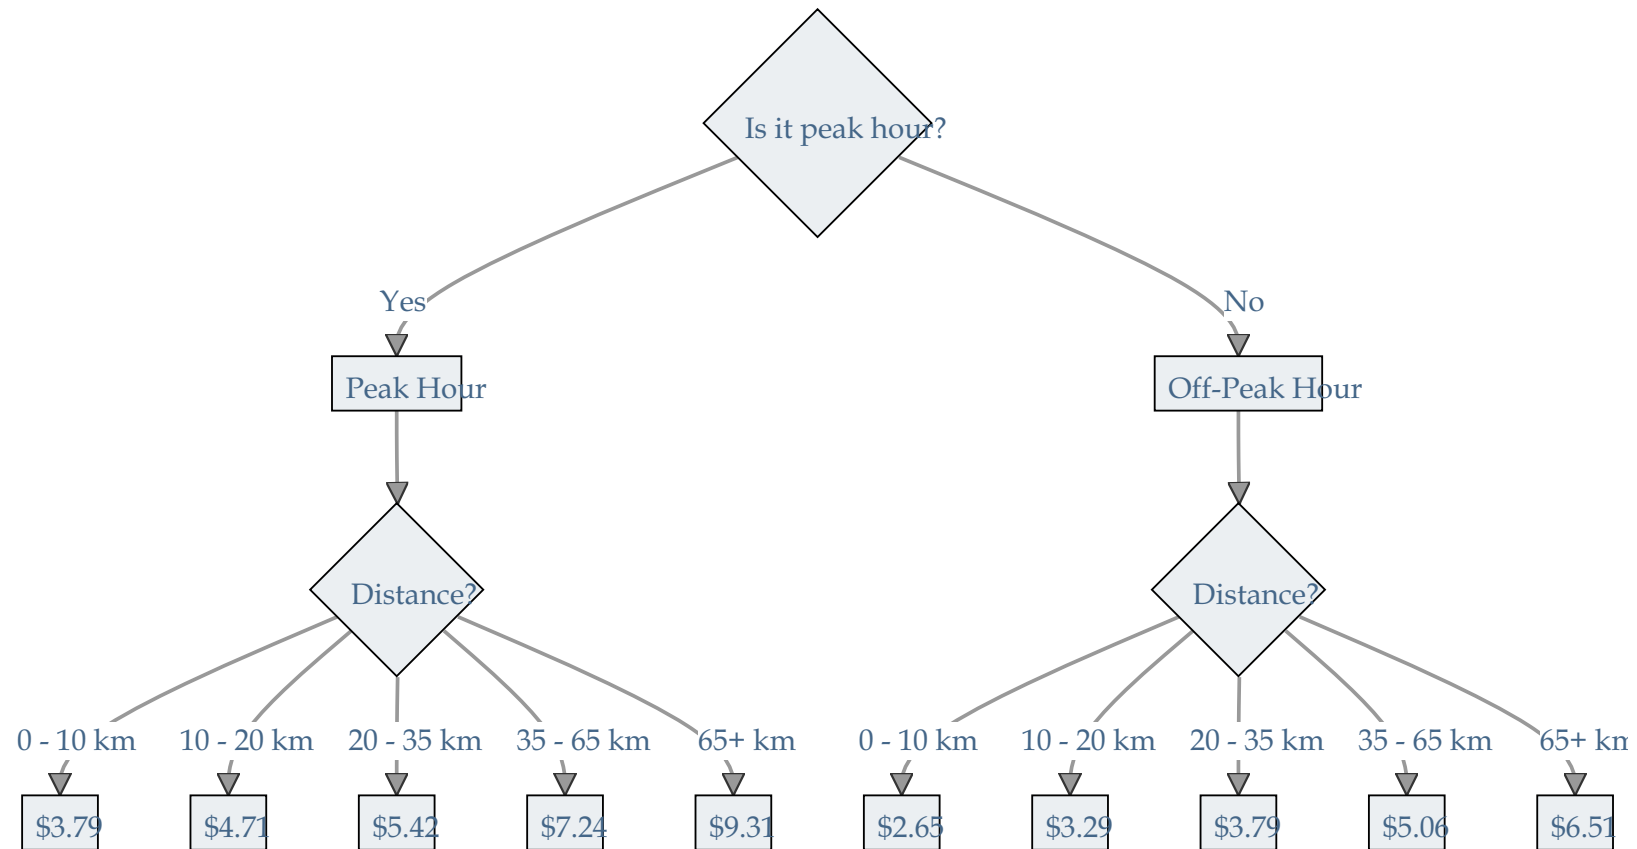 Is it peak hour?
Yes
No
Peak Hour
Off-Peak Hour
Distance?
Distance?
0 - 10 km
10 - 20 km
20 - 35 km
35 - 65 km
65+ km
0 - 10 km
10 - 20 km
20 - 35 km
35 - 65 km
65+ km
$3.79
$4.71
$5.42
$7.24
$9.31
$2.65
$3.29
$3.79
$5.06
$6.51